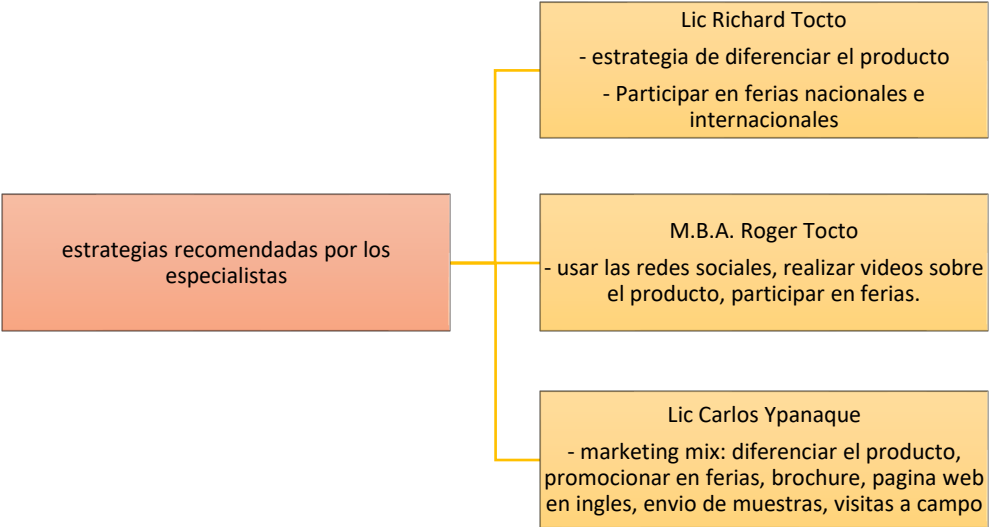 Lic Richard Tocto
- estrategia de diferenciar el producto
- Participar en ferias nacionales e
internacionales
estrategias recomendadas por los
especialistas
M.B.A. Roger Tocto
- usar las redes sociales, realizar videos sobre
el producto, participar en ferias.
Lic Carlos Ypanaque
- marketing mix: diferenciar el producto,
promocionar en ferias, brochure, pagina web
en ingles, envio de muestras, visitas a campo